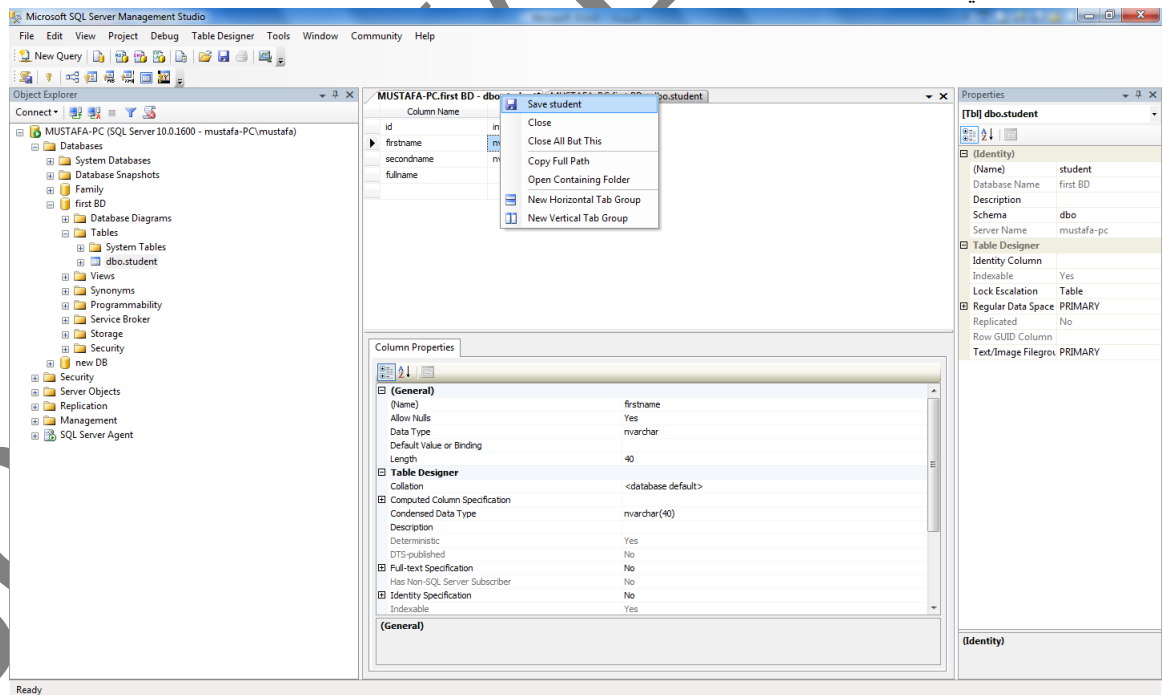 Microsoft SQL Server Management Studio
File Edit View Project Debug Table Designer Tools Window Community Help
New Query
Object Explorer
Connect
MUSTAFA-PC (SQL Server 10.0.1600 - mustafa-PC\mustafa)
Databases
System Databases
Database Snapshots
Family
first BD
Database Diagrams
Tables
System Tables
dbo.student
Views
Synonyms
Programmability
Service Broker
Storage
Security
new DB
Security
Server Objects
Replication
Management
SQL Server Agent
MUSTAFA-PC.first BD - dbo.student
Column Name
id
firstname
secondname
fullname
Save student
Close
Close All But This
Copy Full Path
Open Containing Folder
New Horizontal Tab Group
New Vertical Tab Group
Column Properties
(General)
(Name) firstname
Allow Nulls Yes
Data Type nvarchar
Default Value or Binding
Length 40
Table Designer
Collation <database default>
Computed Column Specification
Condensed Data Type nvarchar(40)
Description
Deterministic Yes
DTS-published No
Full-text Specification No
Has Non-SQL Server Subscriber No
Identity Specification No
Indexable Yes
(General)
Properties
[Tbl] dbo.student
(Identity)
(Name) student
Database Name first BD
Description
Schema dbo
Server Name mustafa-pc
Table Designer
Identity Column
Indexable Yes
Lock Escalation Table
Regular Data Space PRIMARY
Replicated No
Row GUID Column
Text/Image Filegrou PRIMARY
(Identity)
Ready